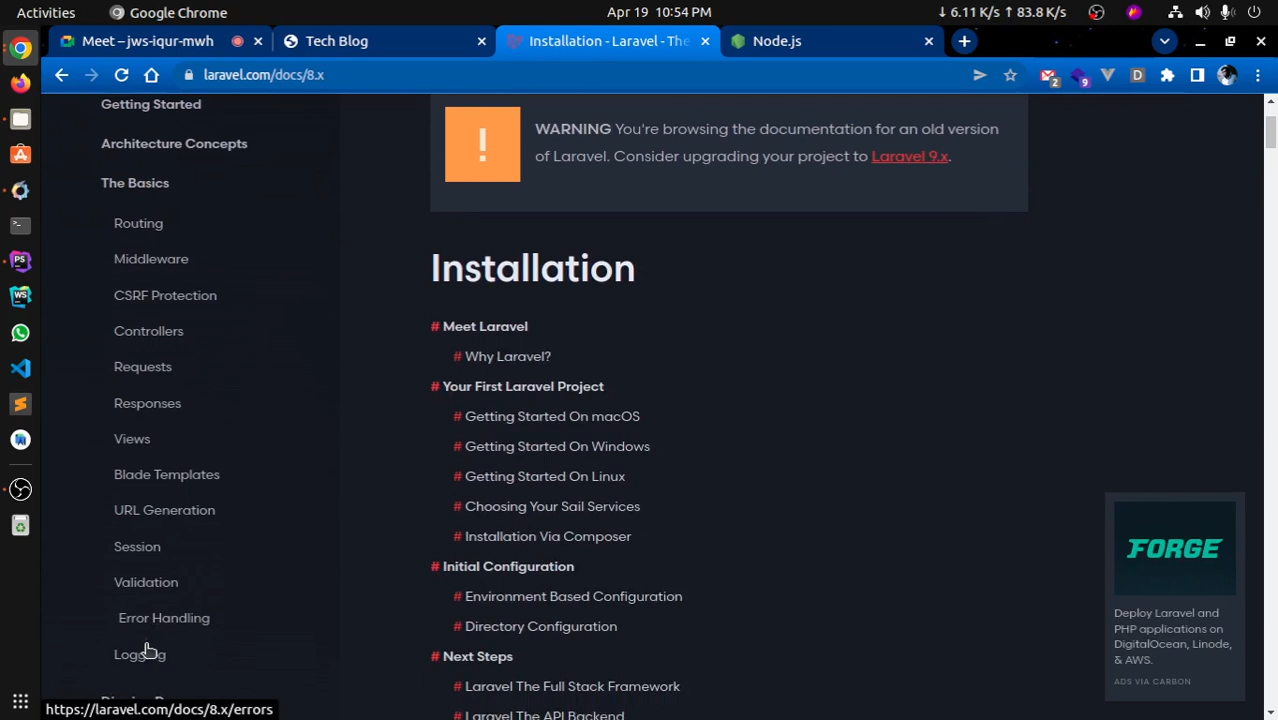 Activities
Google Chrome
Apr 19 10:54 PM
↓ 6.11 K/s ↑ 83.8 K/s
Meet – jws-iqur-mwh
Tech Blog
Installation - Laravel - The
Node.js
laravel.com/docs/8.x
2
9
D
Getting Started
Architecture Concepts
The Basics
Routing
Middleware
CSRF Protection
Controllers
Requests
Responses
Views
Blade Templates
URL Generation
Session
Validation
Error Handling
Logging
https://laravel.com/docs/8.x/errors
!
WARNING You're browsing the documentation for an old version
of Laravel. Consider upgrading your project to Laravel 9.x.
Installation
# Meet Laravel
# Why Laravel?
# Your First Laravel Project
# Getting Started On macOS
# Getting Started On Windows
# Getting Started On Linux
# Choosing Your Sail Services
# Installation Via Composer
# Initial Configuration
# Environment Based Configuration
# Directory Configuration
# Next Steps
# Laravel The Full Stack Framework
# Laravel The API Backend
FORGE
Deploy Laravel and
PHP applications on
DigitalOcean, Linode,
& AWS.
ADS VIA CARBON
PS
WS